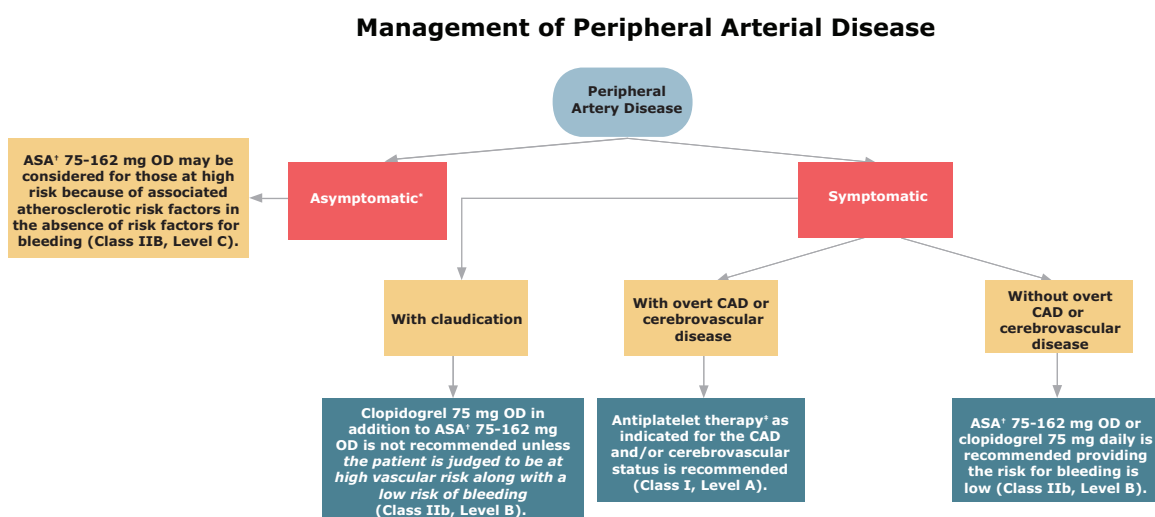 Management of Peripheral Arterial Disease
Peripheral
Artery Disease
ASA† 75-162 mg OD may be
considered for those at high
risk because of associated
atherosclerotic risk factors in
the absence of risk factors for
bleeding (Class IIB, Level C).
Asymptomatic*
Symptomatic
With claudication
With overt CAD or
cerebrovascular
disease
Without overt
CAD or
cerebrovascular
disease
Clopidogrel 75 mg OD in
addition to ASA† 75-162 mg
OD is not recommended unless
the patient is judged to be at
high vascular risk along with a
low risk of bleeding
(Class IIb, Level B).
Antiplatelet therapy‡ as
indicated for the CAD
and/or cerebrovascular
status is recommended
(Class I, Level A).
ASA† 75-162 mg OD or
clopidogrel 75 mg daily is
recommended providing
the risk for bleeding is
low (Class IIb, Level B).